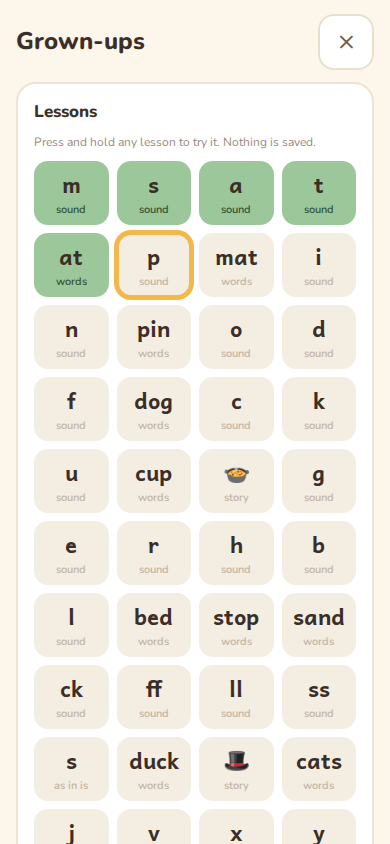 Grown-ups
×
Lessons
Press and hold any lesson to try it. Nothing is saved.
m s a t
sound sound sound sound
at p mat i
words sound words sound
n pin o d
sound words sound sound
f dog c k
sound words sound sound
u cup g
sound words story sound
e r h b
sound sound sound sound
l bed stop sand
sound words words words
ck ff ll ss
sound sound sound sound
s duck cats
as in is words story words
j v x y